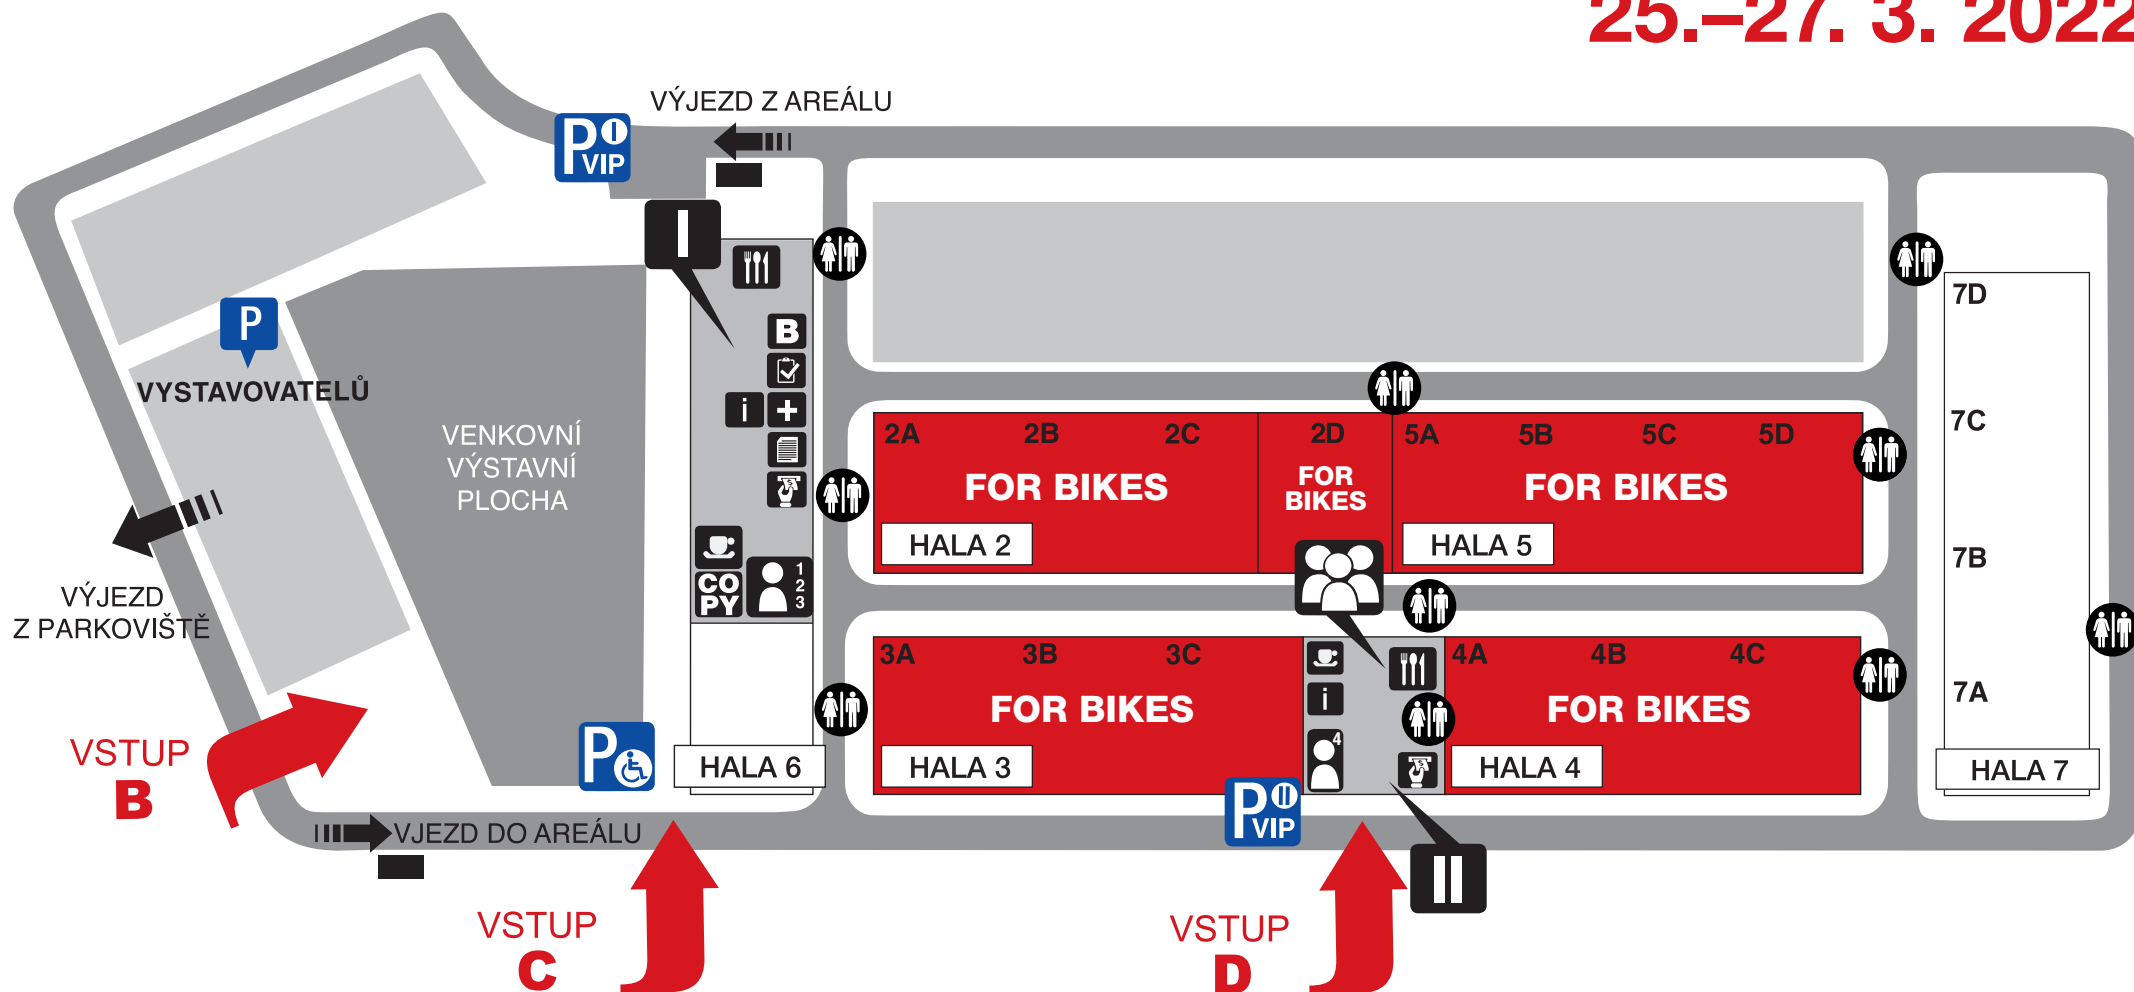 25.–27. 3. 2022
VÝJEZD Z AREÁLU
P I
VIP
I
P
VYSTAVOVATELŮ
VENKOVNÍ
VÝSTAVNÍ
PLOCHA
VÝJEZD
Z PARKOVIŠTĚ
B
i
CO
PY
1
2
3
HALA 6
2A 2B 2C 2D 5A 5B 5C 5D
FOR BIKES
FOR
BIKES
FOR BIKES
HALA 2
HALA 5
3A 3B 3C
4A 4B 4C
i
4
FOR BIKES
FOR BIKES
HALA 3
HALA 4
7D
7C
7B
7A
HALA 7
P
P II
VIP
II
VSTUP
B
VJEZD DO AREÁLU
VSTUP
C
VSTUP
D